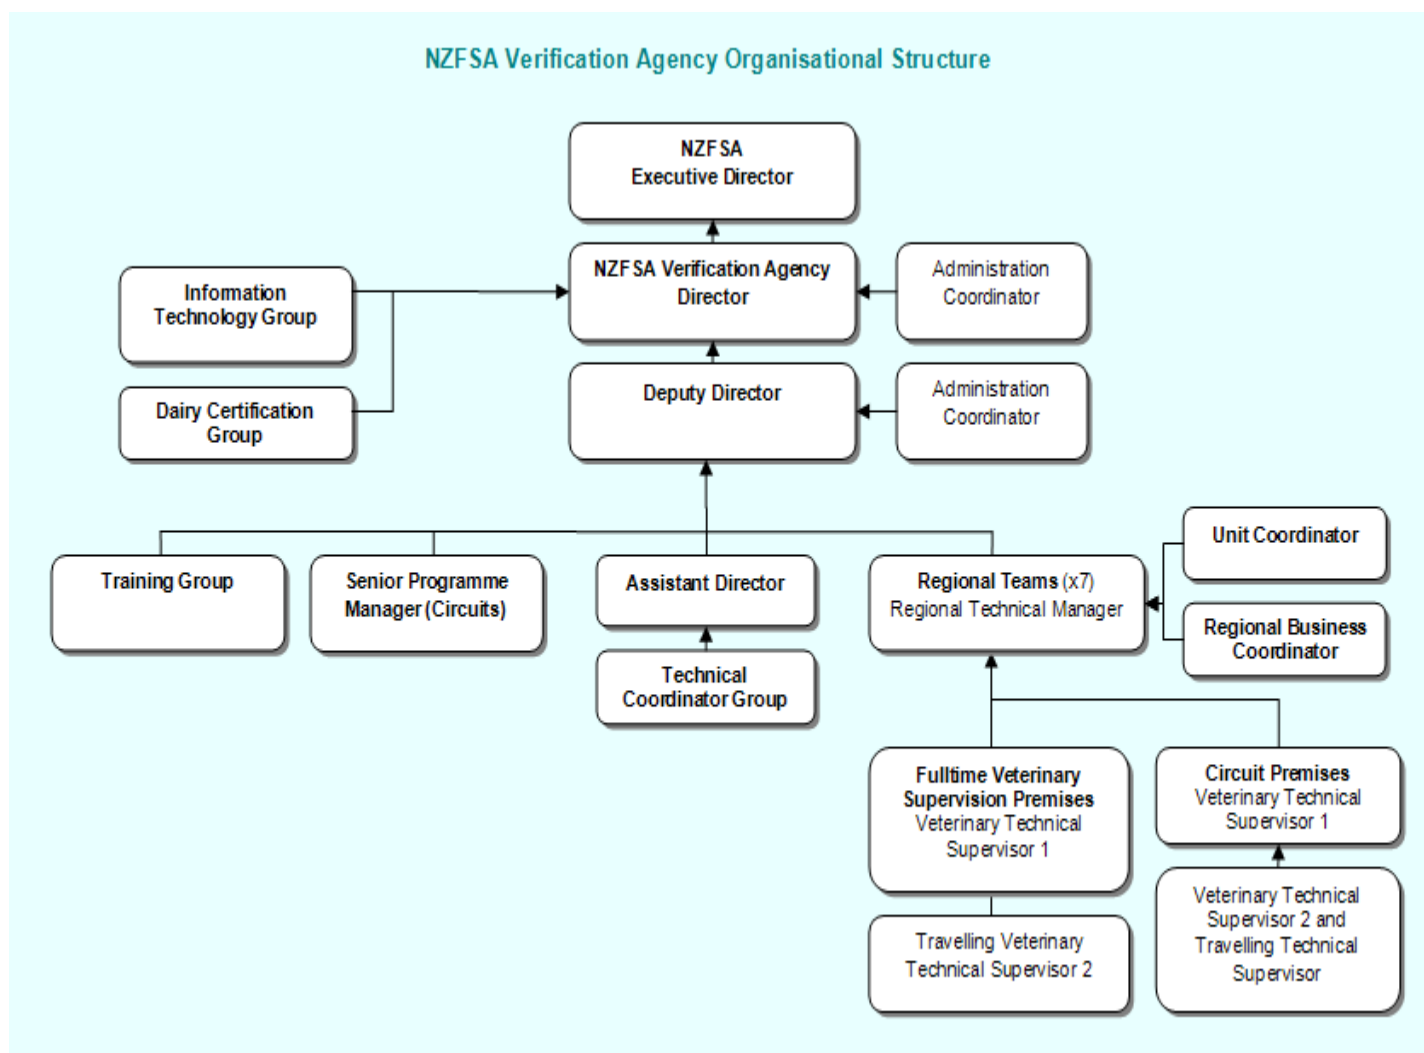 NZFSA Verification Agency Organisational Structure
NZFSA
Executive Director
NZFSA Verification Agency
Director
Administration
Coordinator
Information
Technology Group
Deputy Director
Administration
Coordinator
Dairy Certification
Group
Training Group
Senior Programme
Manager (Circuits)
Assistant Director
Regional Teams (x7)
Regional Technical Manager
Unit Coordinator
Regional Business
Coordinator
Technical
Coordinator Group
Fulltime Veterinary
Supervision Premises
Veterinary Technical
Supervisor 1
Circuit Premises
Veterinary Technical
Supervisor 1
Travelling Veterinary
Technical Supervisor 2
Veterinary Technical
Supervisor 2 and
Travelling Technical
Supervisor